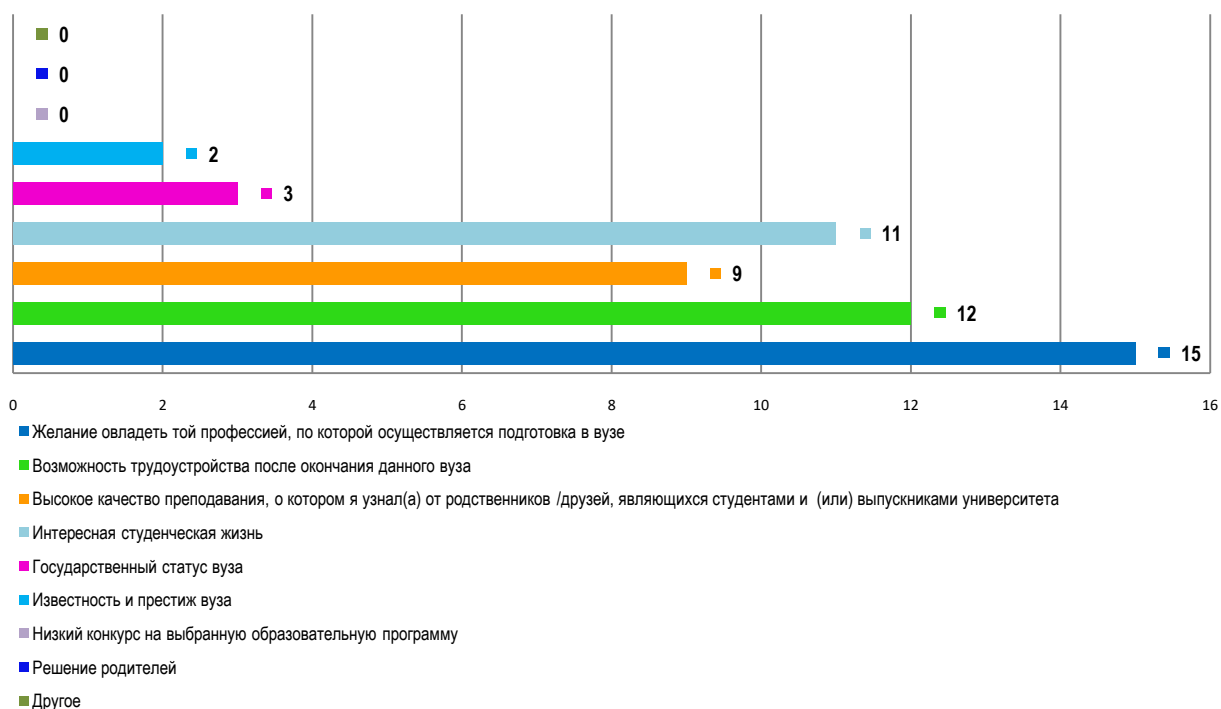 0
0
0
2
3
11
9
12
15
0 2 4 6 8 10 12 14 16
Желание овладеть той профессией, по которой осуществляется подготовка в вузе
Возможность трудоустройства после окончания данного вуза
Высокое качество преподавания, о котором я узнал(а) от родственников /друзей, являющихся студентами и (или) выпускниками университета
Интересная студенческая жизнь
Государственный статус вуза
Известность и престиж вуза
Низкий конкурс на выбранную образовательную программу
Решение родителей
Другое